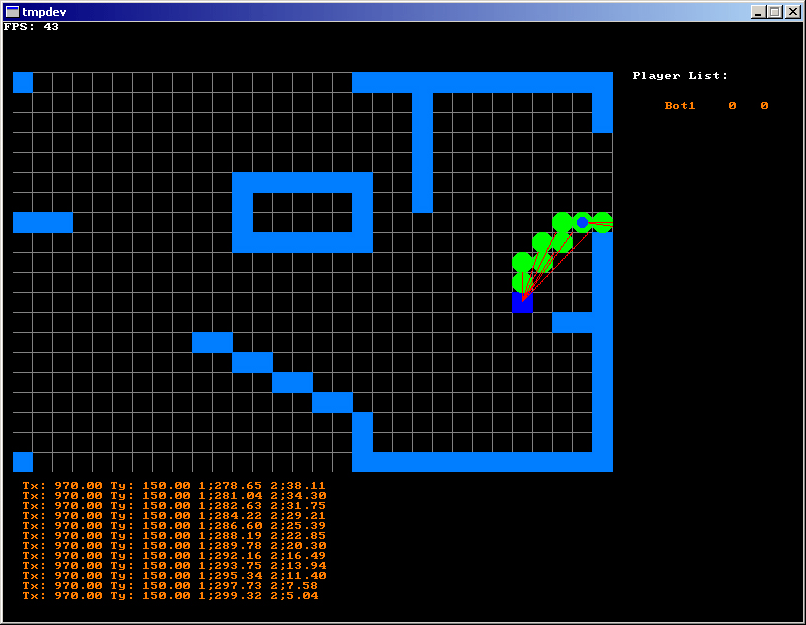 tmpdev
FPS: 43
Player List:
Bot1 0 0
Tx: 970.00 Ty: 150.00 1;278.65 2;38.11
Tx: 970.00 Ty: 150.00 1;281.04 2;34.30
Tx: 970.00 Ty: 150.00 1;282.63 2;31.75
Tx: 970.00 Ty: 150.00 1;284.22 2;29.21
Tx: 970.00 Ty: 150.00 1;286.60 2;25.39
Tx: 970.00 Ty: 150.00 1;288.19 2;22.85
Tx: 970.00 Ty: 150.00 1;289.78 2;20.30
Tx: 970.00 Ty: 150.00 1;292.16 2;16.49
Tx: 970.00 Ty: 150.00 1;293.75 2;13.94
Tx: 970.00 Ty: 150.00 1;295.34 2;11.40
Tx: 970.00 Ty: 150.00 1;297.73 2;7.58
Tx: 970.00 Ty: 150.00 1;299.32 2;5.04